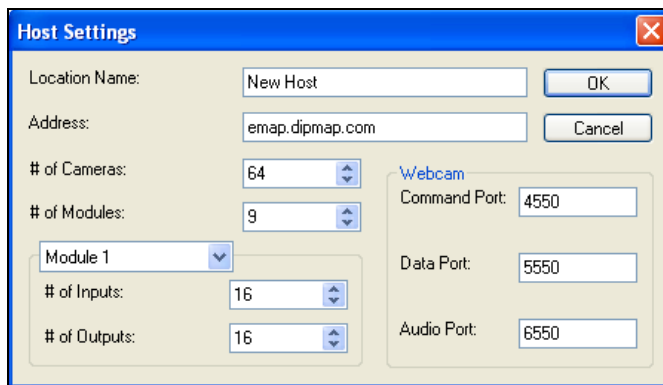 Host Settings
Location Name: New Host OK
Address: emap.dipmap.com Cancel
# of Cameras: 64
# of Modules: 9
Module 1
# of Inputs: 16
# of Outputs: 16
Webcam
Command Port: 4550
Data Port: 5550
Audio Port: 6550